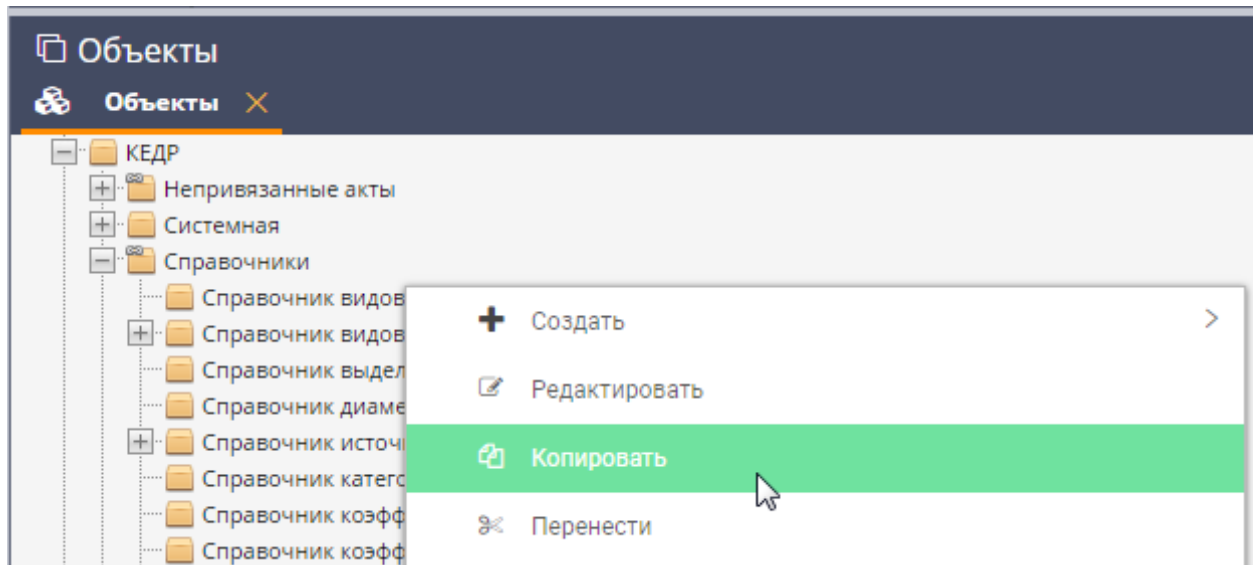 Объекты
Объекты
КЕДР
Непривязанные акты
Системная
Справочники
Справочник видов
Справочник видов
Справочник выдел
Справочник диаме
Справочник источ
Справочник катего
Справочник коэфф
Справочник коэфф
Создать
Редактировать
Копировать
Перенести